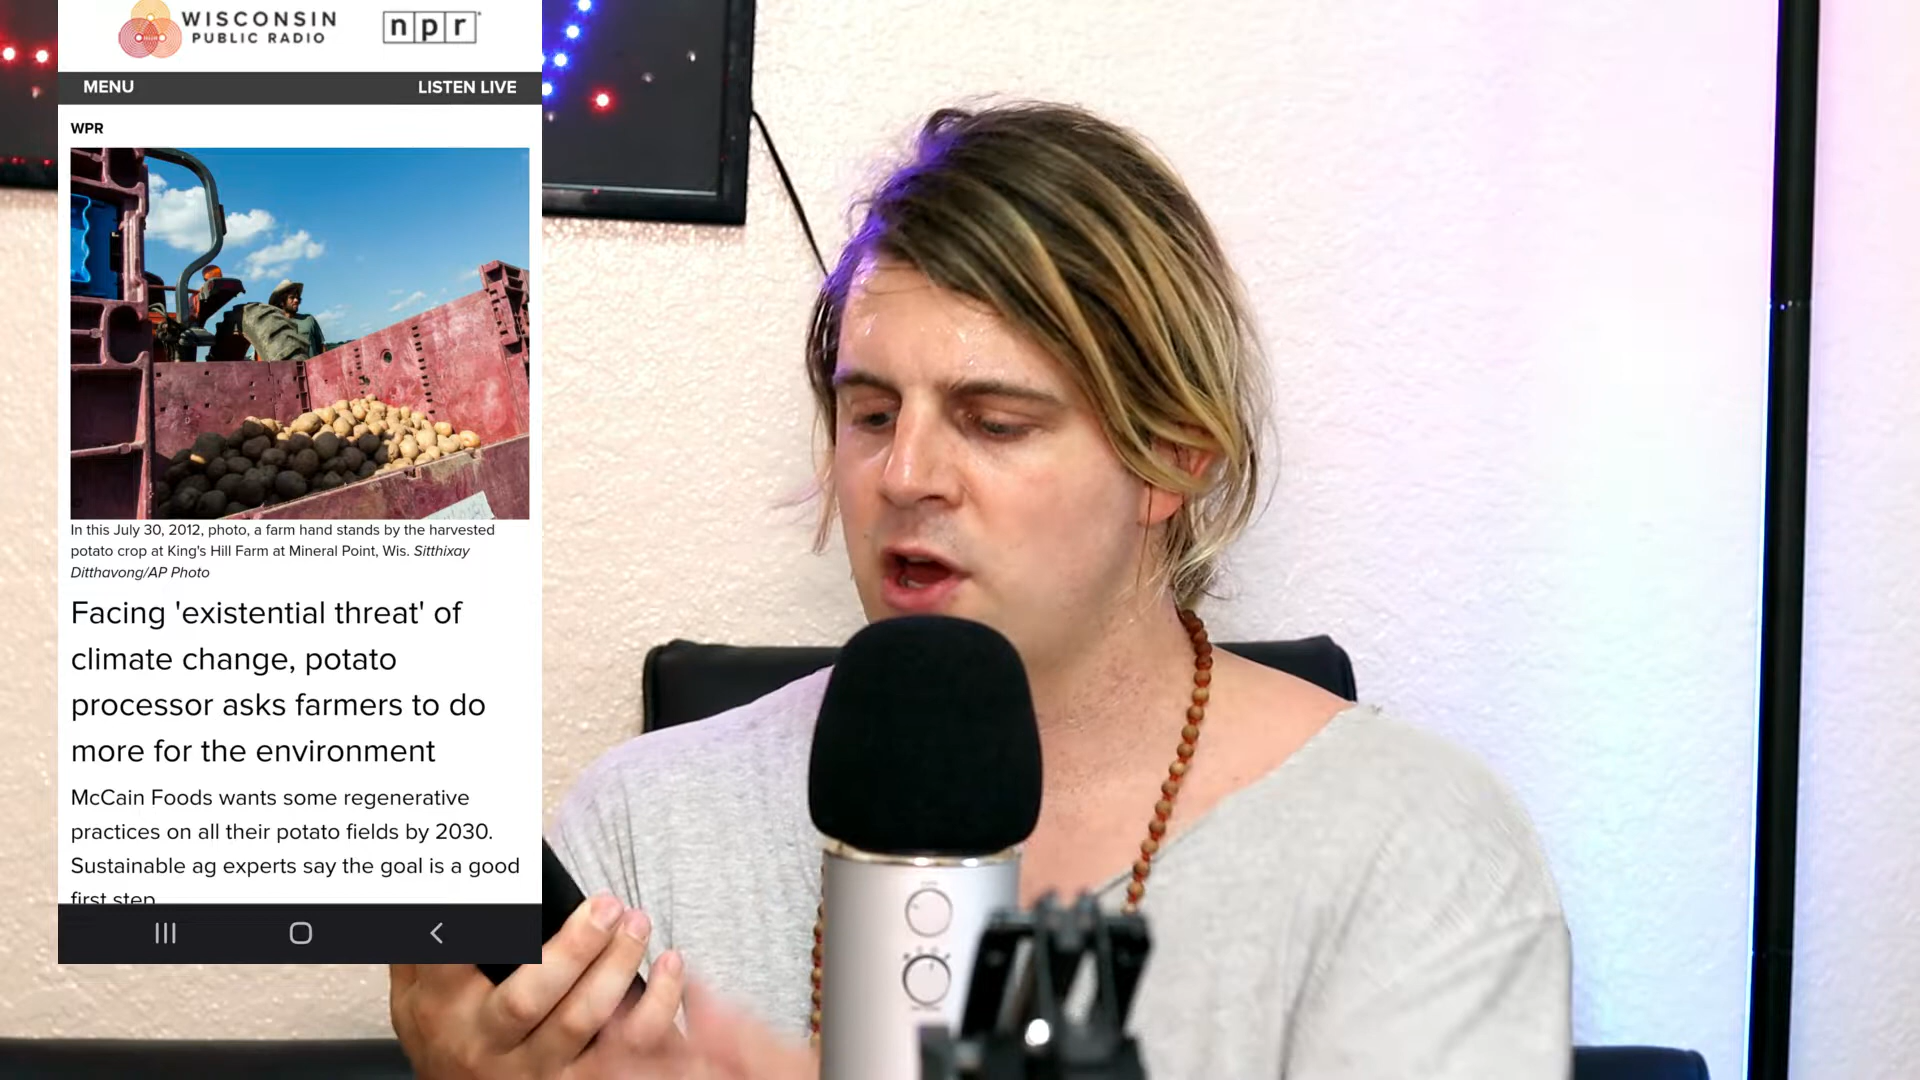 WISCONSIN
PUBLIC RADIO
npr
MENU
LISTEN LIVE
WPR
In this July 30, 2012, photo, a farm hand stands by the harvested
potato crop at King's Hill Farm at Mineral Point, Wis. Sitthixay
Ditthavong/AP Photo
Facing 'existential threat' of
climate change, potato
processor asks farmers to do
more for the environment
McCain Foods wants some regenerative
practices on all their potato fields by 2030.
Sustainable ag experts say the goal is a good
first step